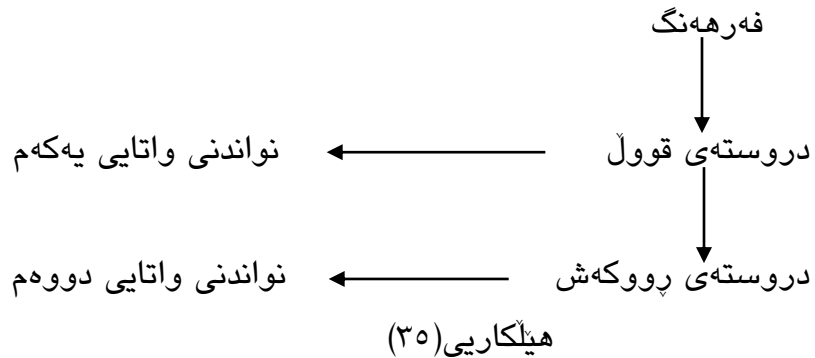 فەرهەنگ
دروستەی قووڵ نواندنی واتایی یەکەم
دروستەی ڕووکەش نواندنی واتایی دووەم
هێڵکاریی(٣٥)